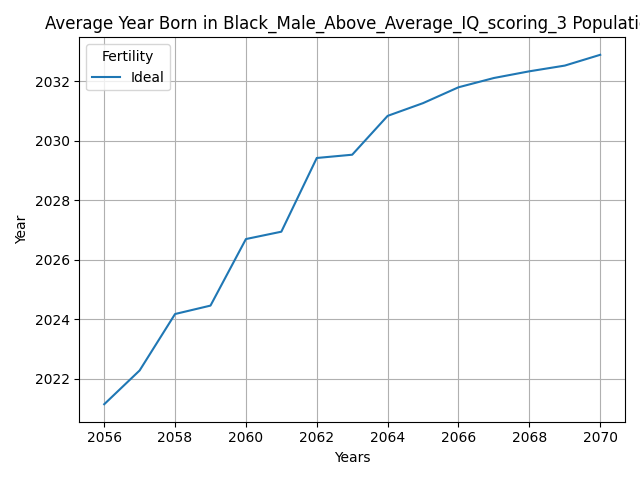 Average Year Born in Black_Male_Above_Average_IQ_scoring_3 Populati
Fertility
Ideal
2032
2030
2028
2026
2024
2022
Year
2056 2058 2060 2062 2064 2066 2068 2070
Years